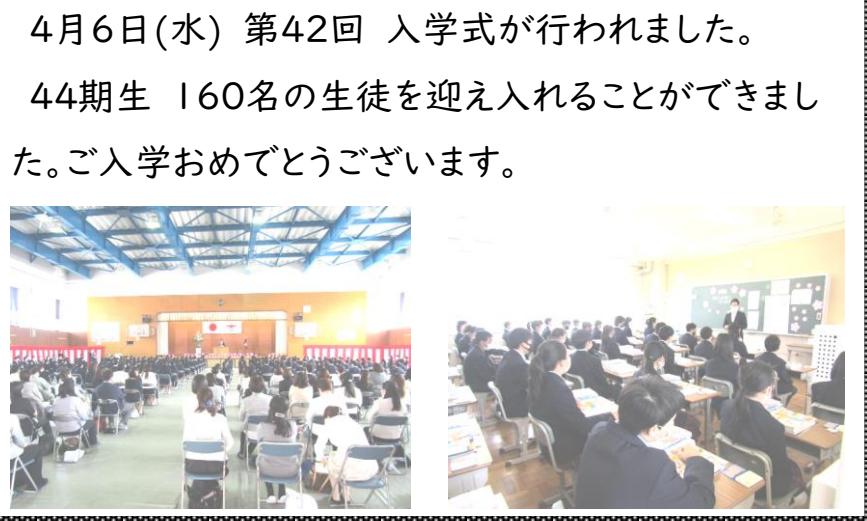 4月6日(水) 第42回 入学式が行われました。
44期生 160名の生徒を迎え入れることができまし
た。ご入学おめでとうございます。